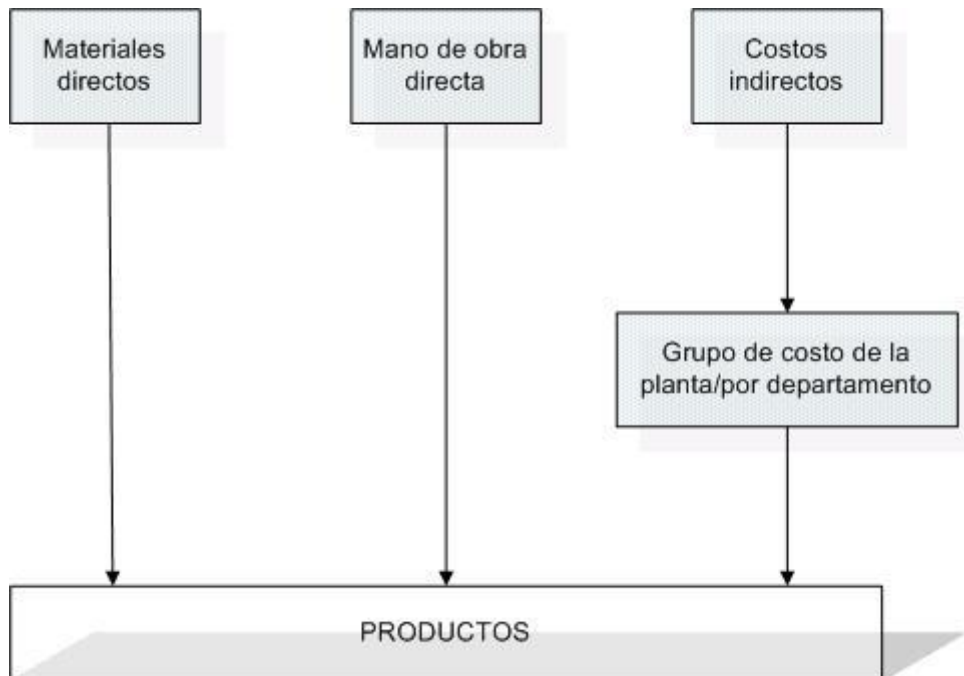 Materiales
directos
Mano de obra
directa
Costos
indirectos
Grupo de costo de la
planta/por departamento
PRODUCTOS